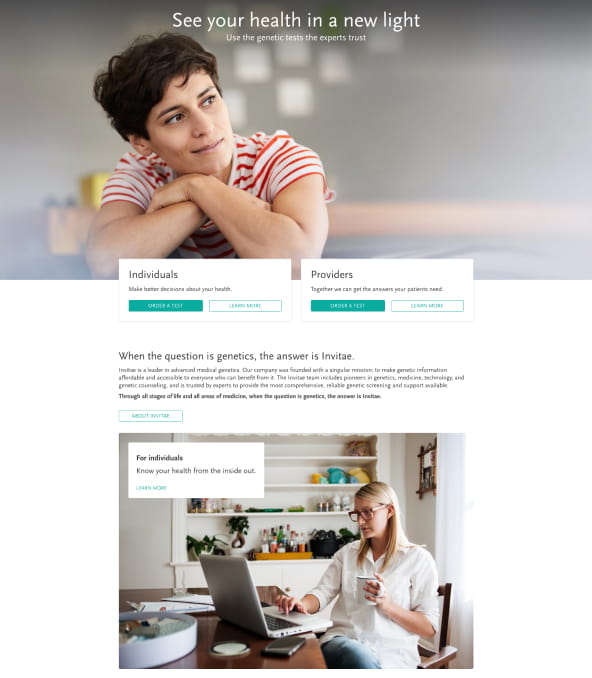 See your health in a new light
Use the genetic tests the experts trust
Individuals
Make better decisions about your health.
ORDER A TEST
LEARN MORE
Providers
Together we can get the answers your patients need.
ORDER A TEST
LEARN MORE
When the question is genetics, the answer is Invitae.
Invitae is a leader in advanced medical genetics. Our company was founded with a singular mission: to make genetic information
affordable and accessible to everyone who can benefit from it. The Invitae team includes pioneers in genetics, medicine, technology, and
genetic counseling, and is trusted by experts to provide the most comprehensive, reliable genetic screening and support available.
Through all stages of life and all areas of medicine, when the question is genetics, the answer is Invitae.
ABOUT INVITAE
For individuals
Know your health from the inside out.
LEARN MORE